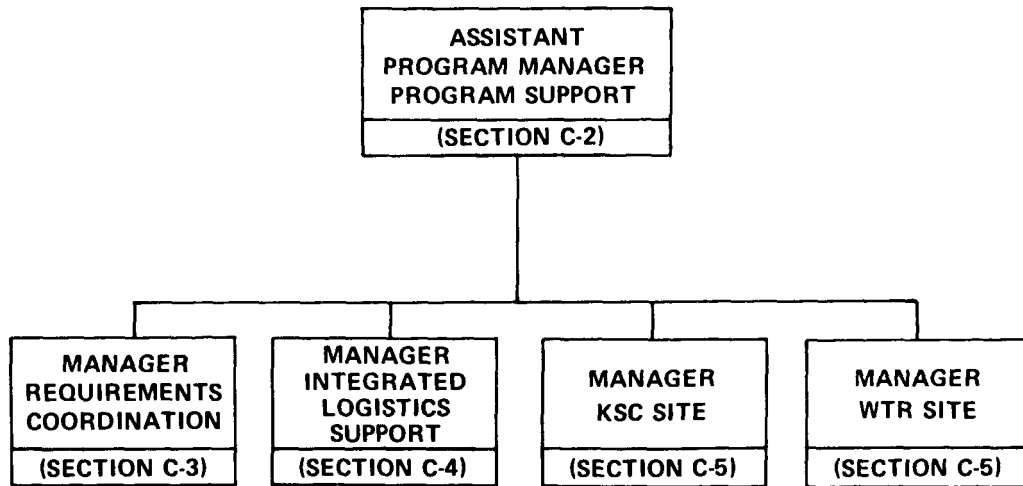 ASSISTANT
PROGRAM MANAGER
PROGRAM SUPPORT
(SECTION C-2)
MANAGER
REQUIREMENTS
COORDINATION
(SECTION C-3)
MANAGER
INTEGRATED
LOGISTICS
SUPPORT
(SECTION C-4)
MANAGER
KSC SITE
(SECTION C-5)
MANAGER
WTR SITE
(SECTION C-5)